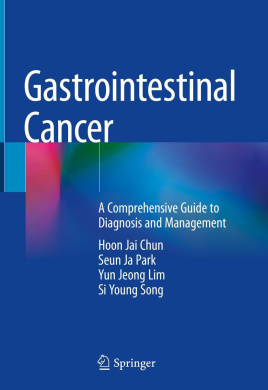 Gastrointestinal
Cancer
A Comprehensive Guide to
Diagnosis and Management
Hoon Jai Chun
Seun Ja Park
Yun Jeong Lim
Si Young Song
Springer